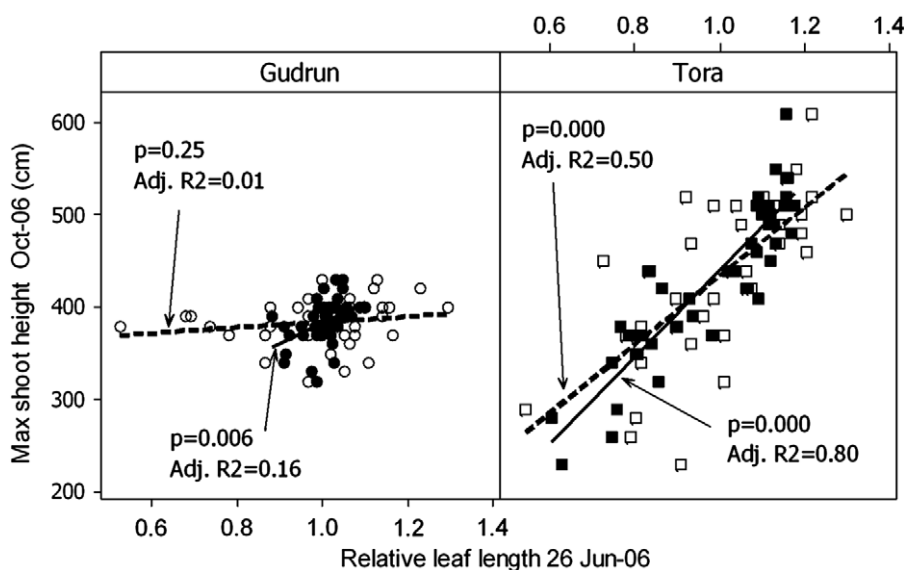 0.6 0.8 1.0 1.2 1.4
Gudrun Tora
600
500
400
300
200
Max shoot height Oct-06 (cm)
p=0.25
Adj. R2=0.01
p=0.006
Adj. R2=0.16
p=0.000
Adj. R2=0.50
p=0.000
Adj. R2=0.80
0.6 0.8 1.0 1.2 1.4
Relative leaf length 26 Jun-06